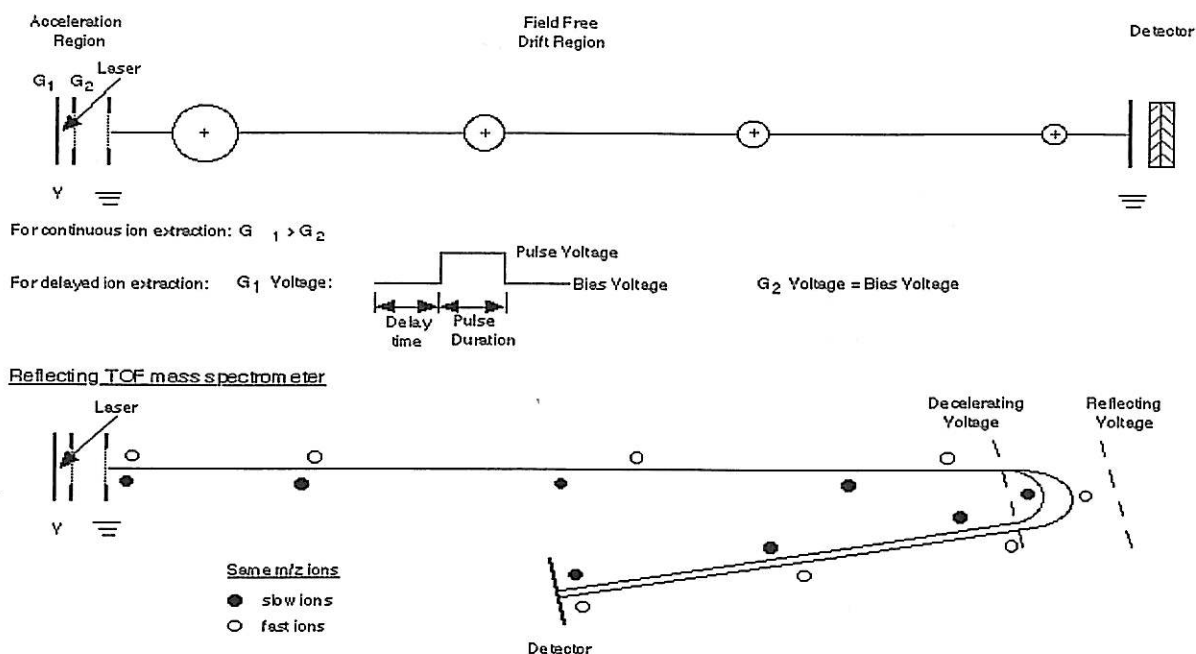 Acceleration
Region
Field Free
Drift Region
Detector
Laser
G1 G2
+ + + +
Y
For continuous ion extraction: G 1 > G2
For delayed ion extraction: G1 Voltage:
Pulse Voltage
Bias Voltage
G2 Voltage = Bias Voltage
Delay
time
Pulse
Duration
Reflecting TOF mass spectrometer
Laser
Decelerating
Voltage
Reflecting
Voltage
Y
Same m/z ions
slow ions
fast ions
Detector